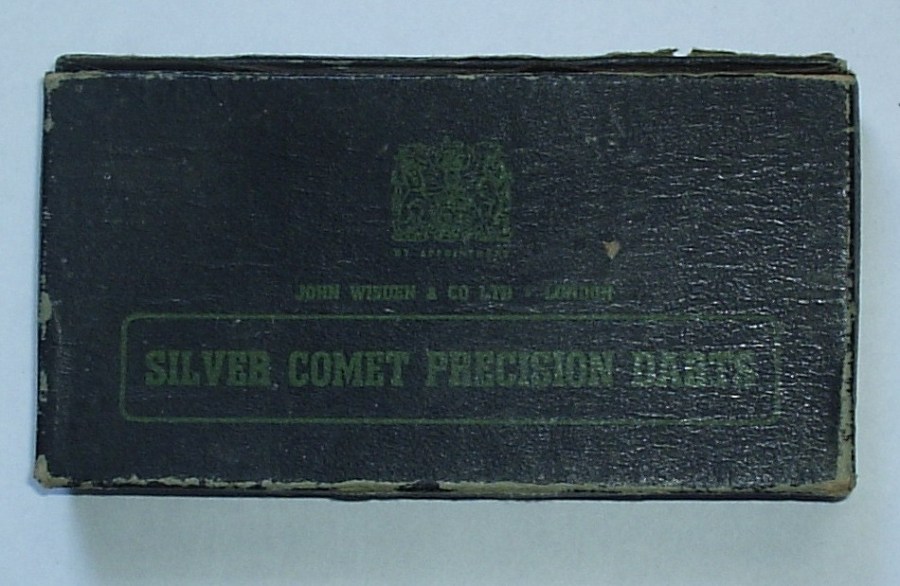 BY APPOINTMENT
JOHN WISDEN & CO LTD · LONDON
SILVER COMET PRECISION DARTS